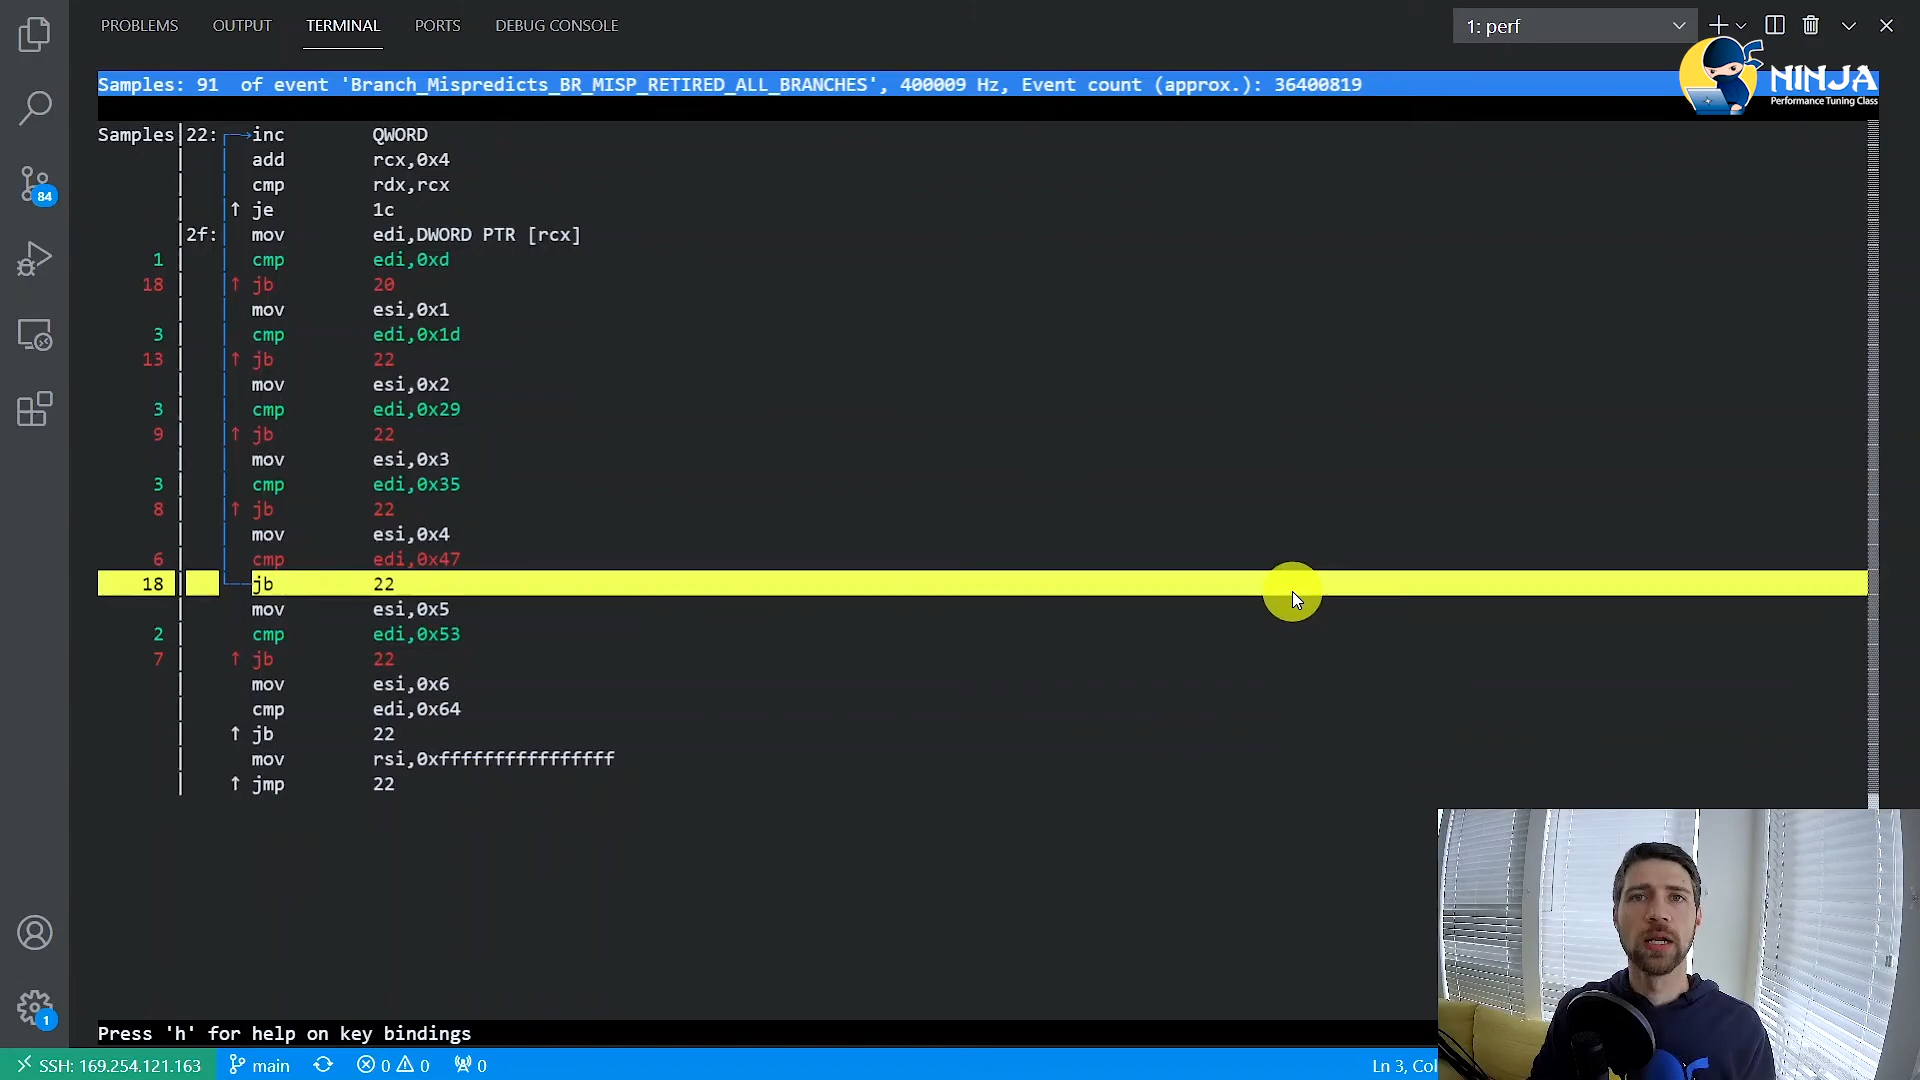 PROBLEMS OUTPUT TERMINAL PORTS DEBUG CONSOLE 1: perf
NINJA
Performance Tuning Class
Samples: 91 of event 'Branch_Mispredicts_BR_MISP_RETIRED_ALL_BRANCHES', 400009 Hz, Event count (approx.): 36400819
Samples 22: inc QWORD
add rcx,0x4
cmp rdx,rcx
↑ je 1c
2f: mov edi,DWORD PTR [rcx]
1 cmp edi,0xd
18 ↑ jb 20
mov esi,0x1
3 cmp edi,0x1d
13 ↑ jb 22
mov esi,0x2
3 cmp edi,0x29
9 ↑ jb 22
mov esi,0x3
3 cmp edi,0x35
8 ↑ jb 22
mov esi,0x4
6 cmp edi,0x47
18 jb 22
mov esi,0x5
2 cmp edi,0x53
7 ↑ jb 22
mov esi,0x6
cmp edi,0x64
↑ jb 22
mov rsi,0xffffffffffffffff
↑ jmp 22
84
1
Press 'h' for help on key bindings
SSH: 169.254.121.163 main 0 0 0 Ln 3, Col